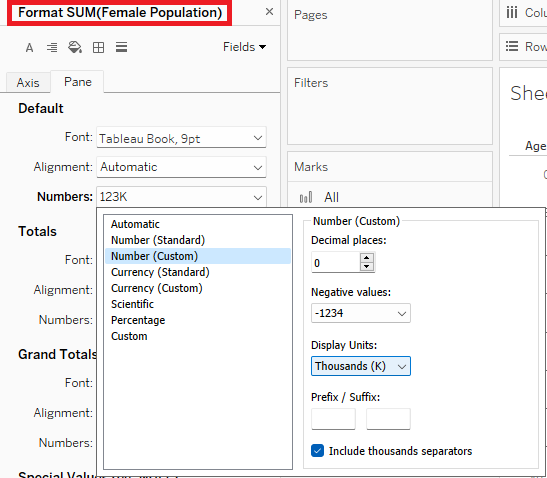 Format SUM(Female Population)
Fields
Axis
Pane
Default
Font: Tableau Book, 9pt
Alignment: Automatic
Numbers: 123K
Totals
Font:
Alignment:
Numbers:
Grand Totals
Font:
Alignment:
Numbers:
Automatic
Number (Standard)
Number (Custom)
Currency (Standard)
Currency (Custom)
Scientific
Percentage
Custom
Number (Custom)
Decimal places:
0
Negative values:
-1234
Display Units:
Thousands (K)
Prefix / Suffix:
Include thousands separators
Pages
Filters
Marks
All
Colu
Row
Shee
Age